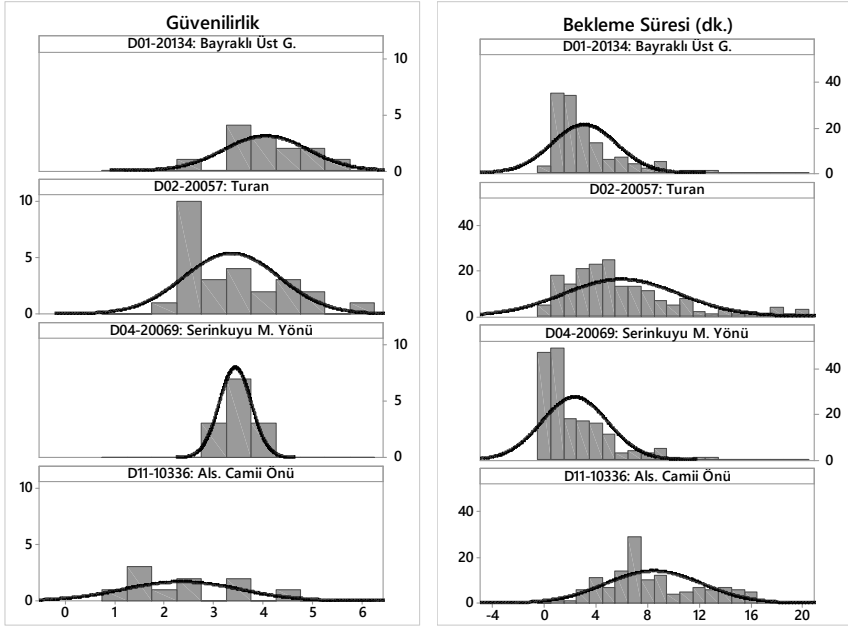 Güvenilirlik
D01-20134: Bayraklı Üst G.
10
5
0
D02-20057: Turan
10
5
0
D04-20069: Serinkuyu M. Yönü
10
5
0
D11-10336: Als. Camii Önü
10
5
0
0 1 2 3 4 5 6
Bekleme Süresi (dk.)
D01-20134: Bayraklı Üst G.
40
20
0
D02-20057: Turan
40
20
0
D04-20069: Serinkuyu M. Yönü
40
20
0
D11-10336: Als. Camii Önü
40
20
0
-4 0 4 8 12 16 20